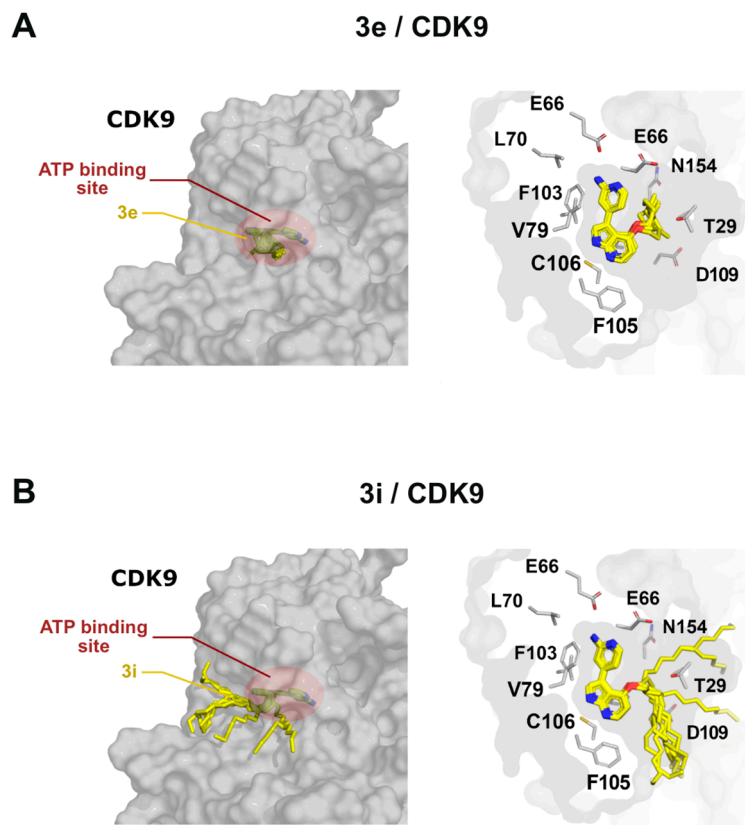 A
3e / CDK9
CDK9
ATP binding
site
3e
E66
L70
E66
N154
F103
V79
T29
C106
D109
F105
B
3i / CDK9
CDK9
ATP binding
site
3i
E66
L70
E66
N154
F103
V79
T29
C106
D109
F105